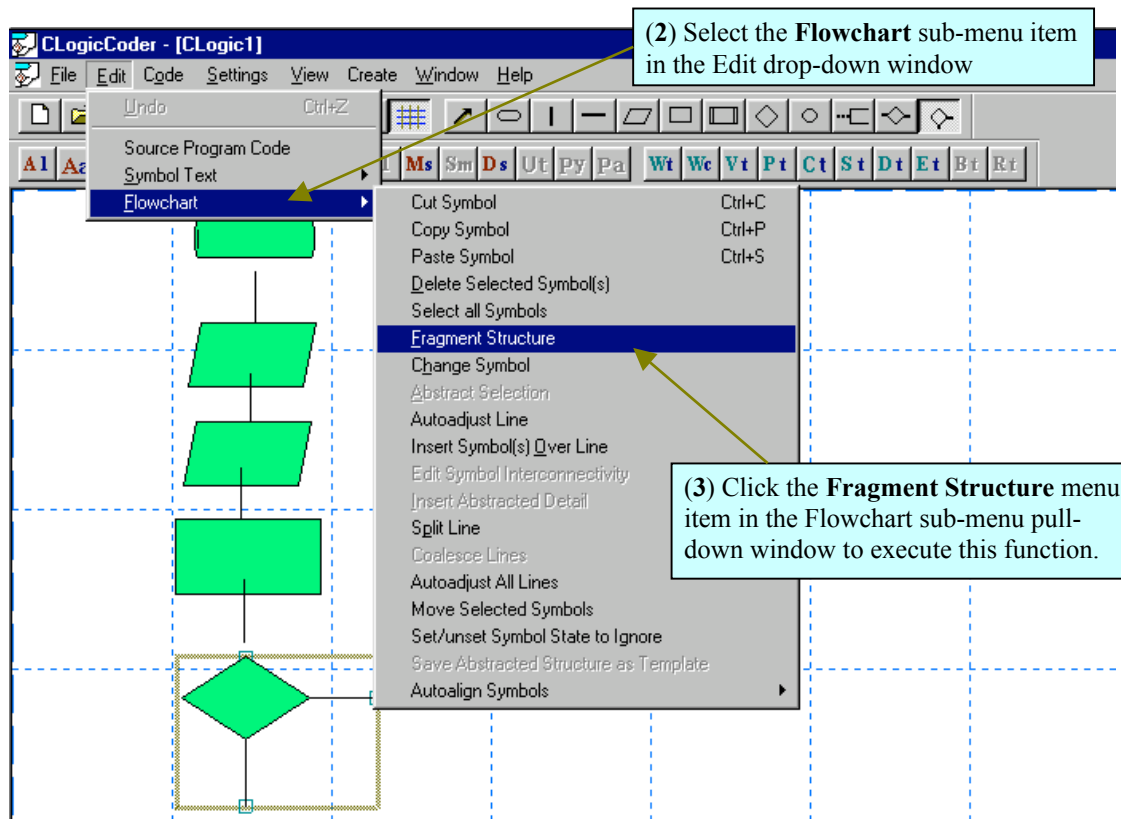 CLogicCoder - [CLogic1]
(2) Select the Flowchart sub-menu item
in the Edit drop-down window
File Edit Code Settings View Create Window Help
Undo Ctrl+Z
Source Program Code
Symbol Text
Flowchart
A1 Aa Ms Sm Ds Ut Py Pa Wt Wc Vt Pt Ct St Dt Et Bt Rt
Cut Symbol Ctrl+C
Copy Symbol Ctrl+P
Paste Symbol Ctrl+S
Delete Selected Symbol(s)
Select all Symbols
Fragment Structure
Change Symbol
Abstract Selection
Autoadjust Line
Insert Symbol(s) Over Line
Edit Symbol Interconnectivity
Insert Abstracted Detail
Split Line
Coalesce Lines
Autoadjust All Lines
Move Selected Symbols
Set/unset Symbol State to Ignore
Save Abstracted Structure as Template
Autoalign Symbols
(3) Click the Fragment Structure menu
item in the Flowchart sub-menu pull-
down window to execute this function.